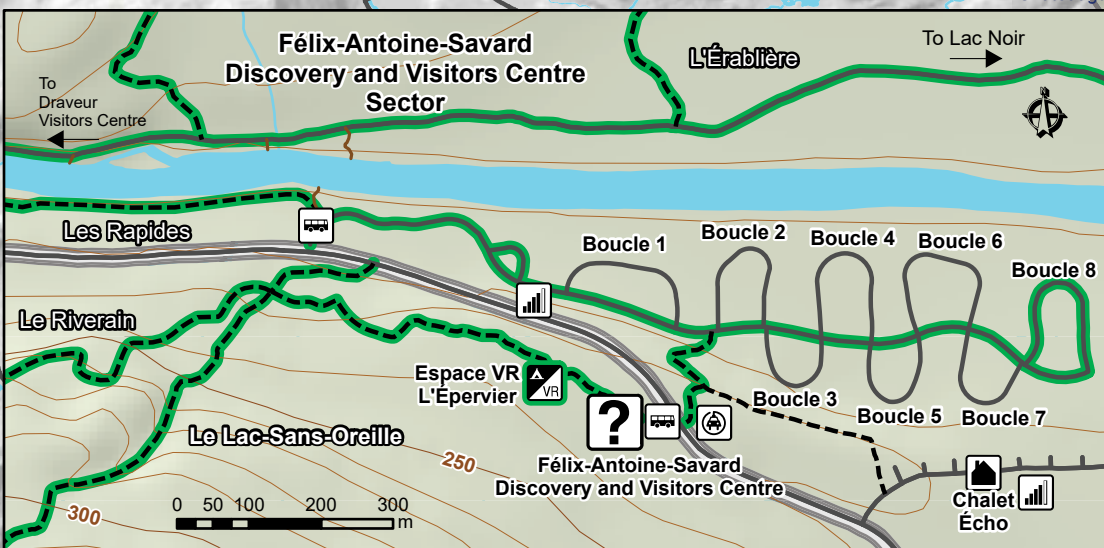 Félix-Antoine-Savard
Discovery and Visitors Centre
Sector
L'Érablière
To Lac Noir
To
Draveur
Visitors Centre
Les Rapides
Boucle 1
Boucle 2
Boucle 4
Boucle 6
Boucle 8
Le Riverain
Espace VR
L'Épervier
VR
Boucle 3
Boucle 5
Boucle 7
Le Lac-Sans-Oreille
?
Félix-Antoine-Savard
Discovery and Visitors Centre
250
300
Chalet
Écho
0 50 100 200 300
m